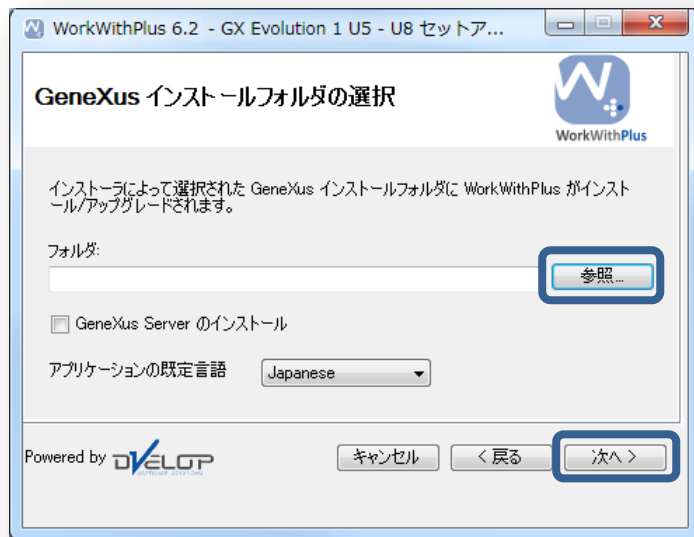 WorkWithPlus 6.2 - GX Evolution 1 U5 - U8 セットア...
GeneXus インストールフォルダの選択
WorkWithPlus
インストーラによって選択された GeneXus インストールフォルダに WorkWithPlus がインスト
ール/アップグレードされます。
フォルダ:
参照...
GeneXus Server のインストール
アプリケーションの既定言語
Japanese
Powered by DVELOP
キャンセル
< 戻る
次へ >